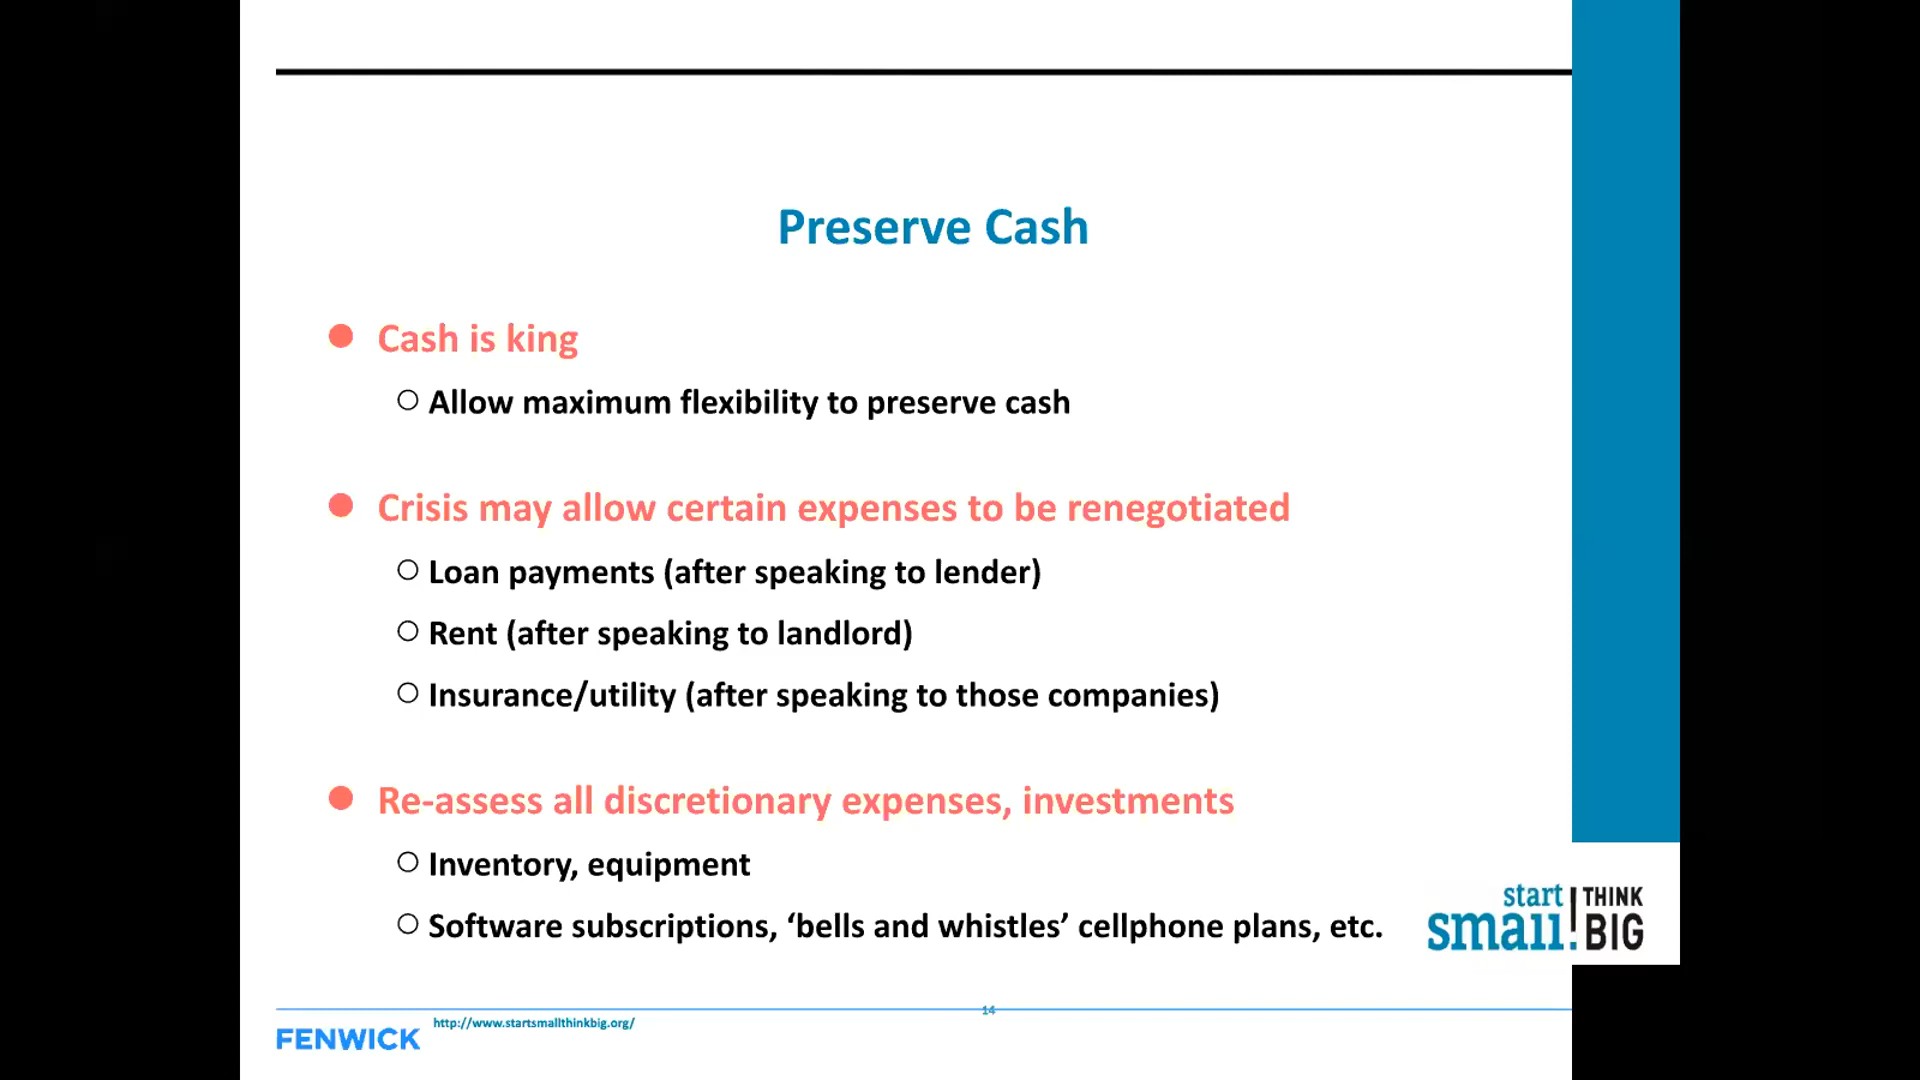 Preserve Cash
Cash is king
Allow maximum flexibility to preserve cash
Crisis may allow certain expenses to be renegotiated
Loan payments (after speaking to lender)
Rent (after speaking to landlord)
Insurance/utility (after speaking to those companies)
Re-assess all discretionary expenses, investments
Inventory, equipment
Software subscriptions, ‘bells and whistles’ cellphone plans, etc.
start small! THINK BIG
14
FENWICK
http://www.startsmallthinkbig.org/